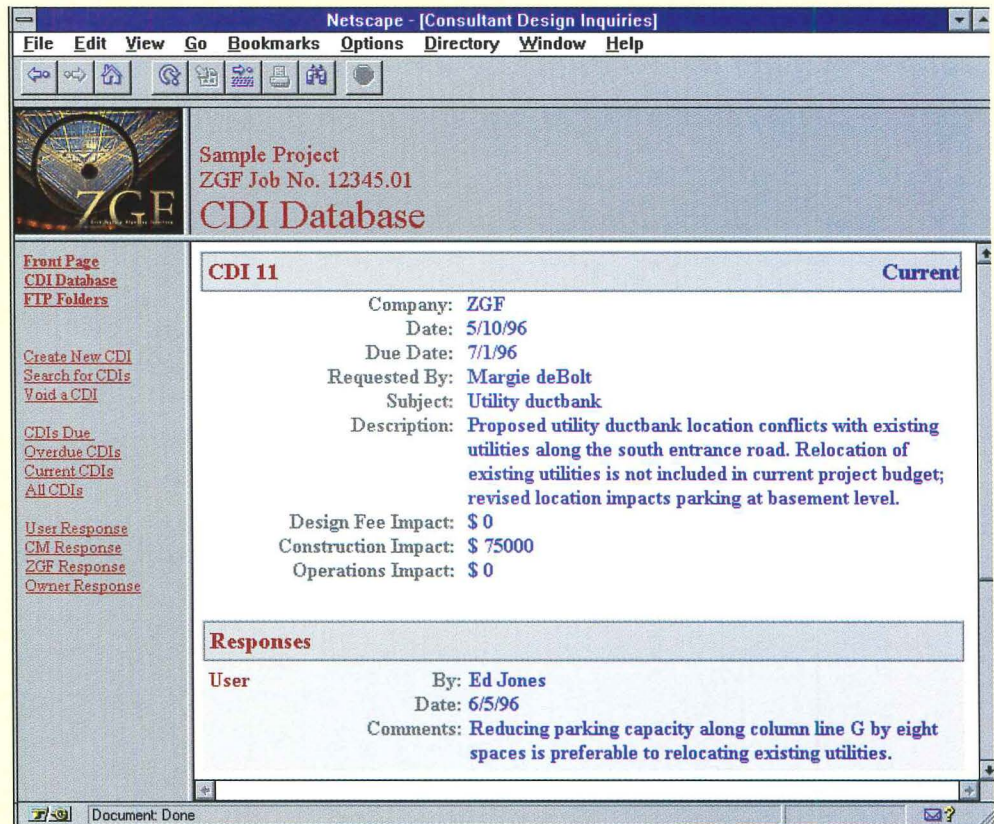 Netscape - [Consultant Design Inquiries]
File Edit View Go Bookmarks Options Directory Window Help
ZGF
Sample Project
ZGF Job No. 12345.01
CDI Database
Front Page
CDI Database
FTP Folders
Create New CDI
Search for CDIs
Void a CDI
CDIs Due
Overdue CDIs
Current CDIs
All CDIs
User Response
CM Response
ZGF Response
Owner Response
CDI 11 Current
Company: ZGF
Date: 5/10/96
Due Date: 7/1/96
Requested By: Margie deBolt
Subject: Utility ductbank
Description: Proposed utility ductbank location conflicts with existing
utilities along the south entrance road. Relocation of
existing utilities is not included in current project budget;
revised location impacts parking at basement level.
Design Fee Impact: $ 0
Construction Impact: $ 75000
Operations Impact: $ 0
Responses
User By: Ed Jones
Date: 6/5/96
Comments: Reducing parking capacity along column line G by eight
spaces is preferable to relocating existing utilities.
Document: Done